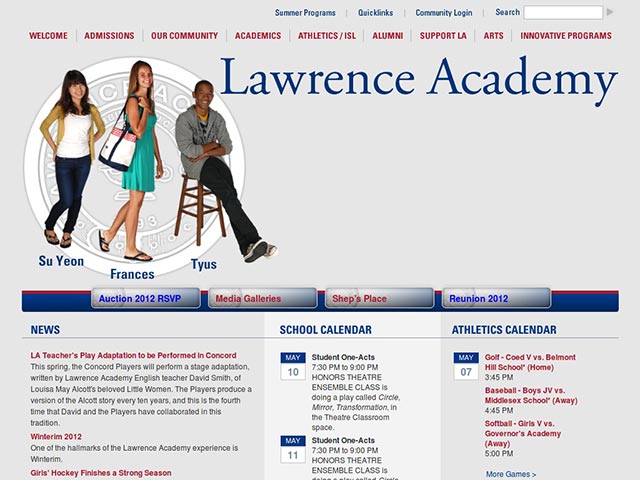 Summer Programs | Quicklinks | Community Login | Search
WELCOME | ADMISSIONS | OUR COMMUNITY | ACADEMICS | ATHLETICS / ISL | ALUMNI | SUPPORT LA | ARTS | INNOVATIVE PROGRAMS
Lawrence Academy
Su Yeon
Frances
Tyus
Auction 2012 RSVP
Media Galleries
Shep's Place
Reunion 2012
NEWS
LA Teacher's Play Adaptation to be Performed in Concord
This spring, the Concord Players will perform a stage adaptation,
written by Lawrence Academy English teacher David Smith, of
Louisa May Alcott's beloved Little Women. The Players produce a
version of the Alcott story every ten years, and this is the fourth
time that David and the Players have collaborated in this
tradition.
Winterim 2012
One of the hallmarks of the Lawrence Academy experience is
Winterim.
Girls' Hockey Finishes a Strong Season
SCHOOL CALENDAR
MAY
10
Student One-Acts
7:30 PM to 9:00 PM
HONORS THEATRE
ENSEMBLE CLASS is
doing a play called Circle,
Mirror, Transformation, in
the Theatre Classroom
space.
MAY
11
Student One-Acts
7:30 PM to 9:00 PM
HONORS THEATRE
ENSEMBLE CLASS is
doing a play called Circle,
ATHLETICS CALENDAR
MAY
07
Golf - Coed V vs. Belmont
Hill School* (Home)
3:45 PM
Baseball - Boys JV vs.
Middlesex School* (Away)
4:45 PM
Softball - Girls V vs.
Governor's Academy
(Away)
5:00 PM
More Games >